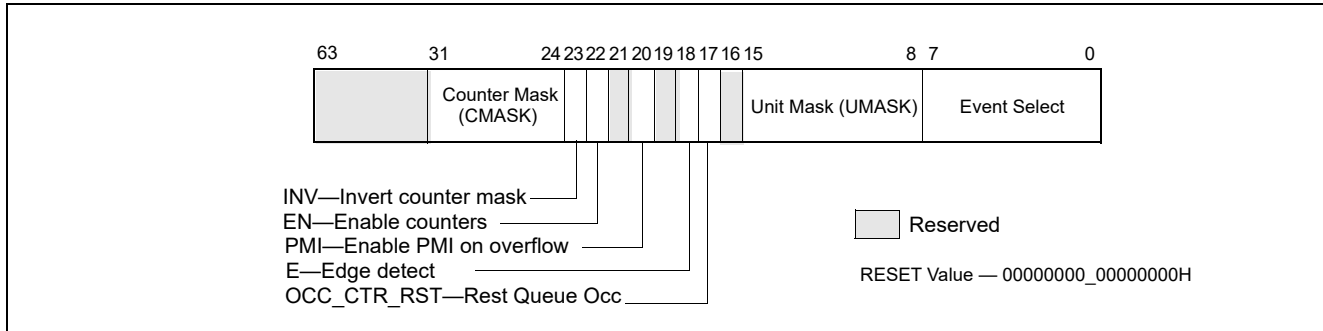 63 31 24 23 22 21 20 19 18 17 16 15 8 7 0
Counter Mask
(CMASK)
Unit Mask (UMASK)
Event Select
INV—Invert counter mask
EN—Enable counters
PMI—Enable PMI on overflow
E—Edge detect
OCC_CTR_RST—Rest Queue Occ
Reserved
RESET Value — 00000000_00000000H